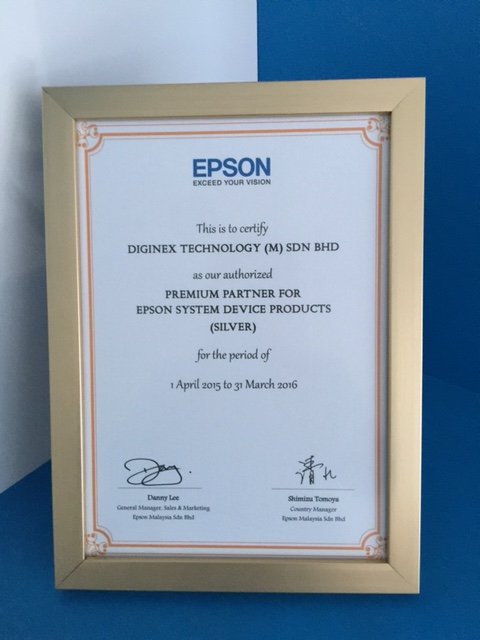 EPSON
EXCEED YOUR VISION
This is to certify
DIGINEX TECHNOLOGY (M) SDN BHD
as our authorized
PREMIUM PARTNER FOR
EPSON SYSTEM DEVICE PRODUCTS
(SILVER)
for the period of
1 April 2015 to 31 March 2016
Danny Lee
General Manager, Sales & Marketing
Epson Malaysia Sdn Bhd
Shimizu Tomoya
Country Manager
Epson Malaysia Sdn Bhd